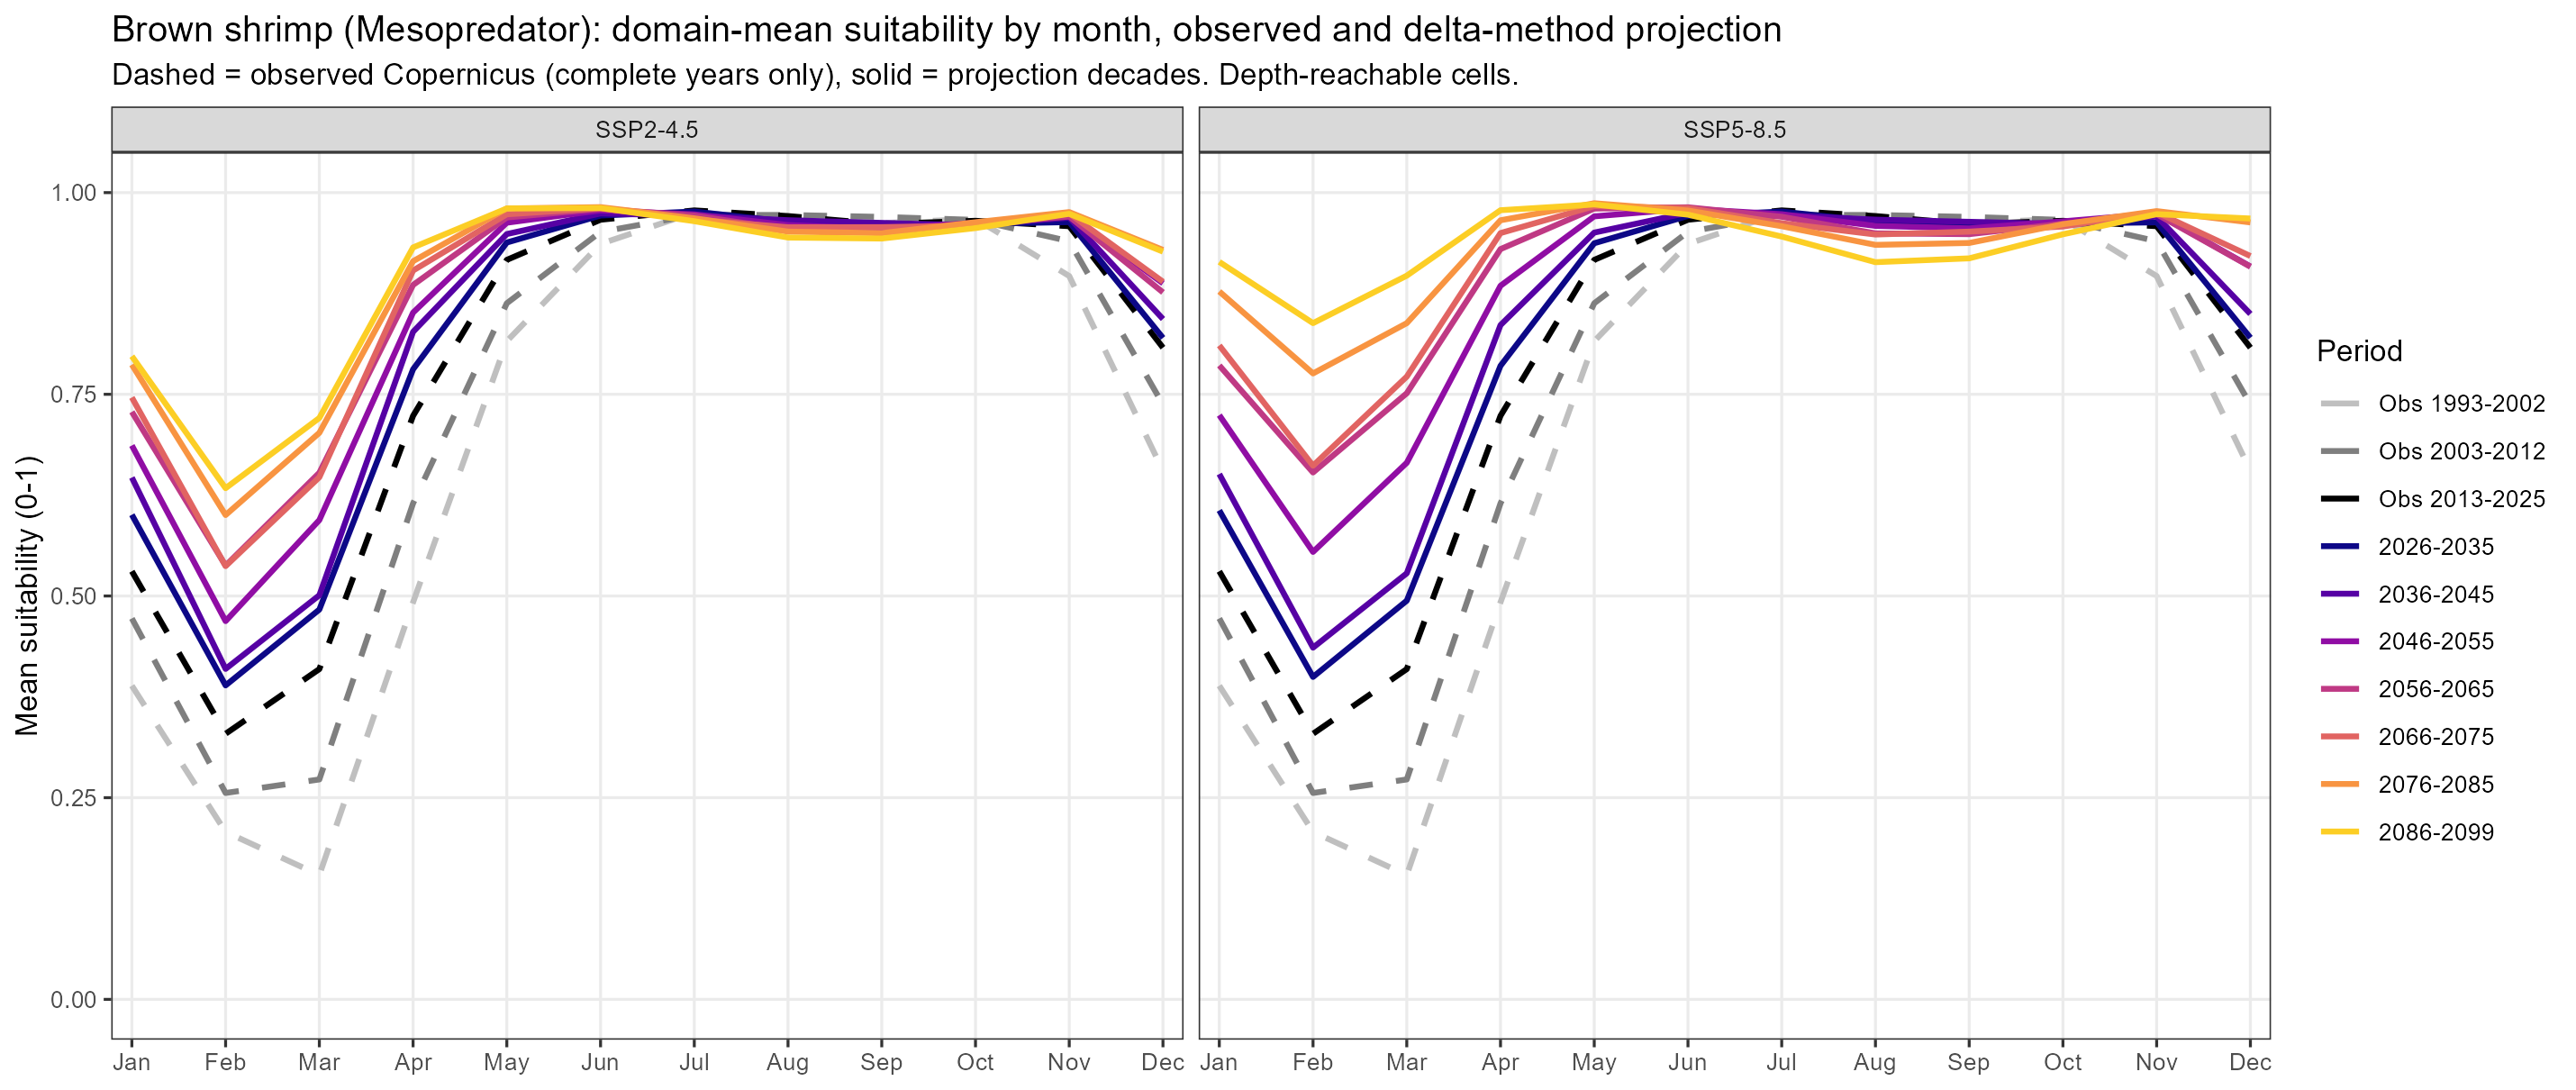 Brown shrimp (Mesopredator): domain-mean suitability by month, observed and delta-method projection
Dashed = observed Copernicus (complete years only), solid = projection decades. Depth-reachable cells.
SSP2-4.5
SSP5-8.5
Mean suitability (0-1)
1.00
0.75
0.50
0.25
0.00
Jan Feb Mar Apr May Jun Jul Aug Sep Oct Nov Dec
Jan Feb Mar Apr May Jun Jul Aug Sep Oct Nov Dec
Period
Obs 1993-2002
Obs 2003-2012
Obs 2013-2025
2026-2035
2036-2045
2046-2055
2056-2065
2066-2075
2076-2085
2086-2099